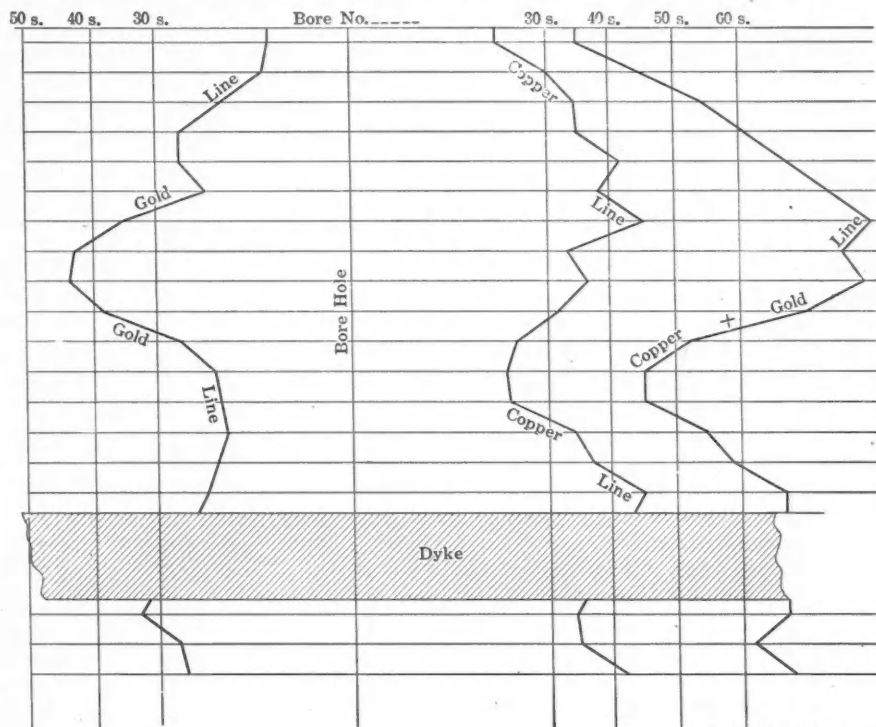 50 s. 40 s. 30 s. Bore No. 30 s. 40 s. 50 s. 60 s.
Line
Copper
Gold
Line
Line
Bore Hole
Gold
Gold
Copper + Gold
Line
Copper
Line
Dyke